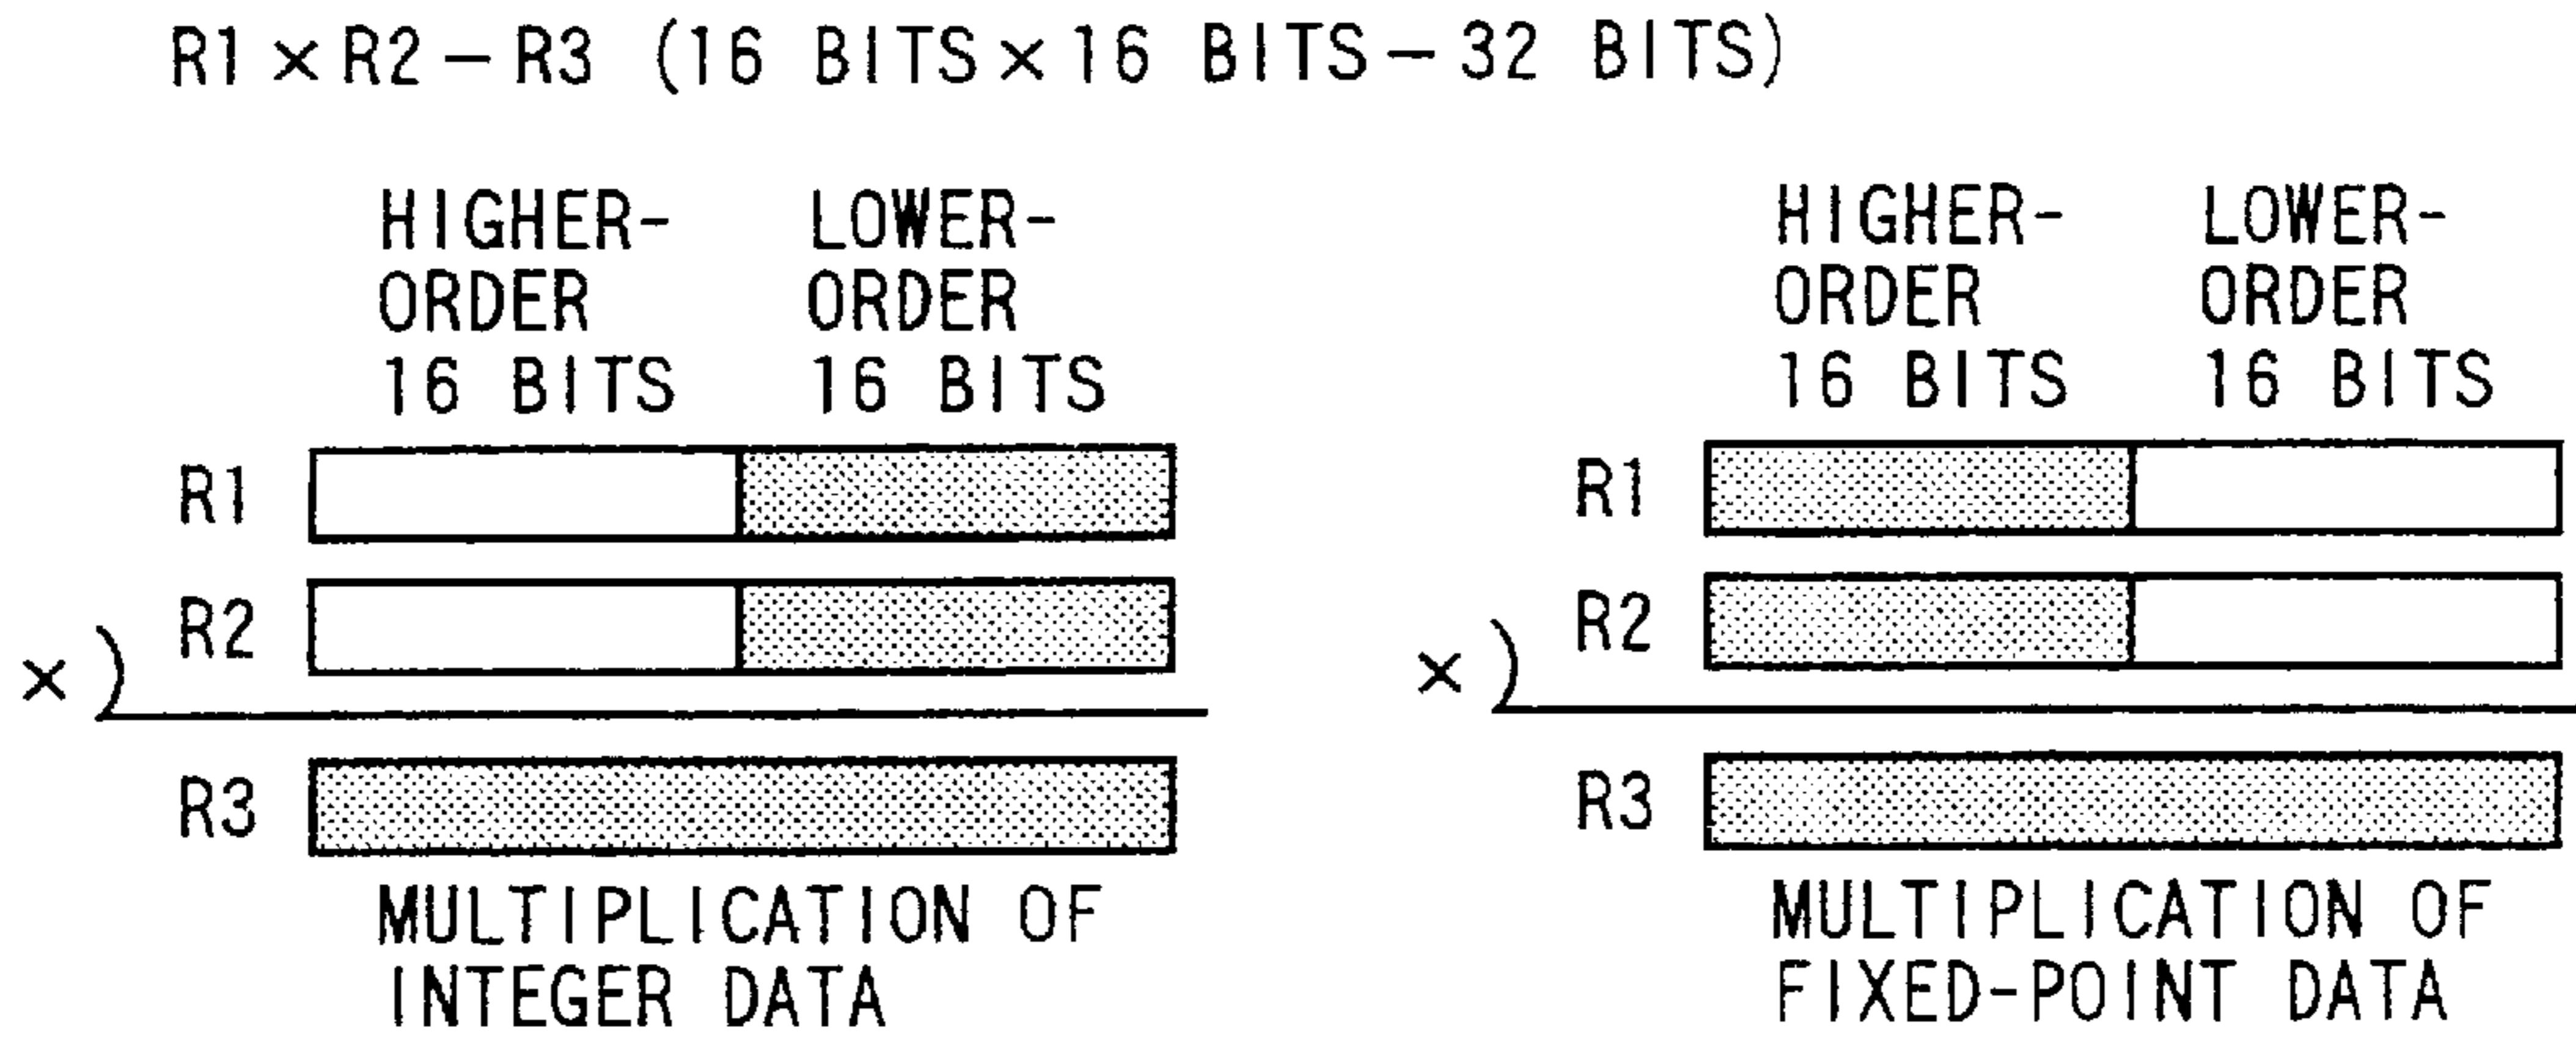 R1 × R2 − R3 (16 BITS × 16 BITS − 32 BITS)
HIGHER-
ORDER
16 BITS
LOWER-
ORDER
16 BITS
R1
R2
×)
R3
MULTIPLICATION OF
INTEGER DATA
HIGHER-
ORDER
16 BITS
LOWER-
ORDER
16 BITS
R1
R2
×)
R3
MULTIPLICATION OF
FIXED-POINT DATA